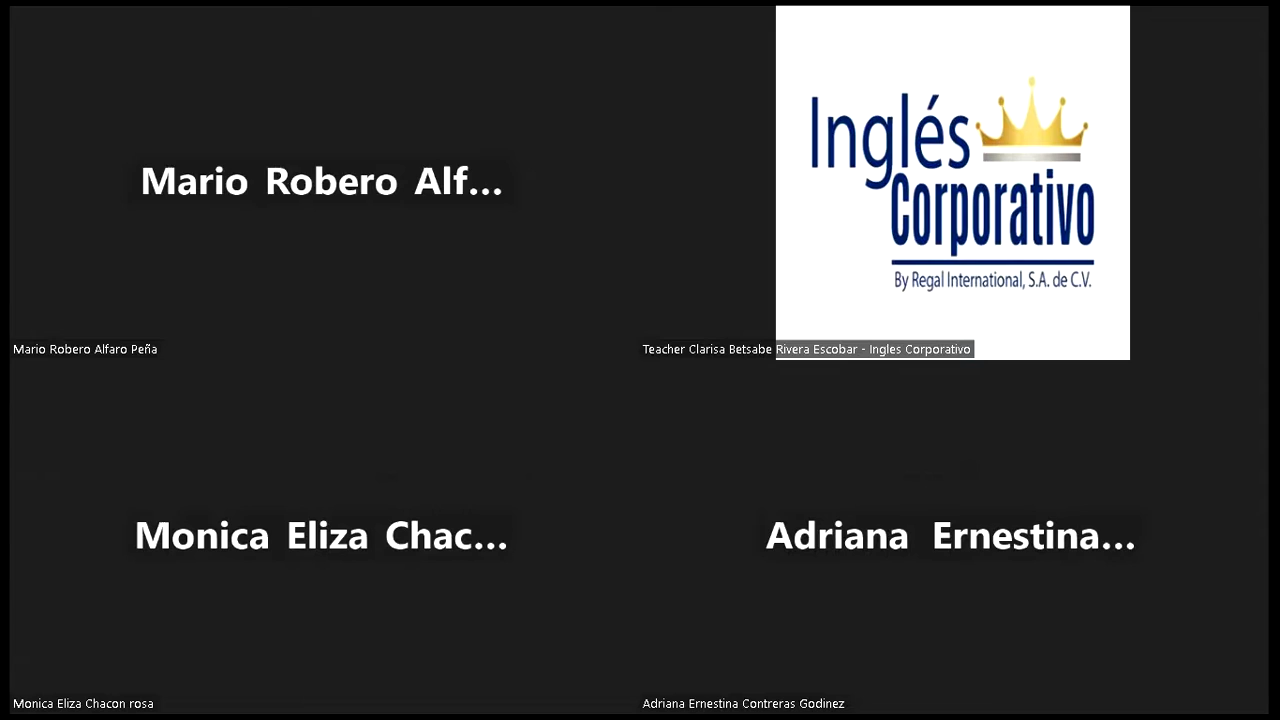 Mario Robero Alf...
Mario Robero Alfaro Peña
Inglés
Corporativo
By Regal International, S.A. de C.V.
Teacher Clarisa Betsabe Rivera Escobar - Ingles Corporativo
Monica Eliza Chac...
Monica Eliza Chacon rosa
Adriana Ernestina...
Adriana Ernestina Contreras Godinez